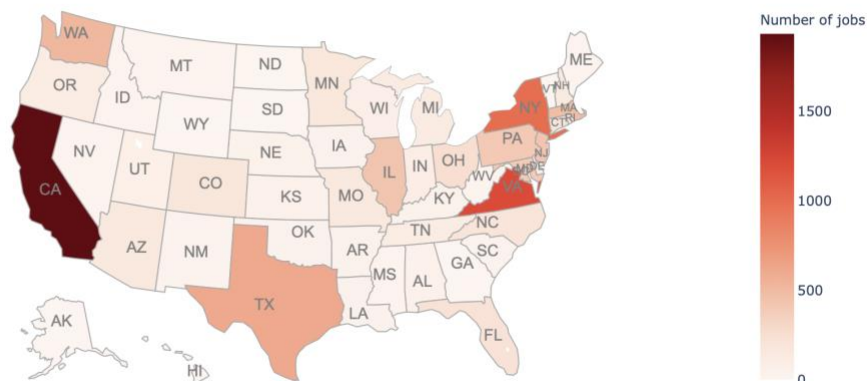 Number of jobs
WA
MT
ND
MN
ME
OR
ID
SD
WI
MI
VT
NH
NY
MA
WY
CT
RI
IA
PA
NJ
NV
NE
UT
CO
IL
IN
OH
WV
VA
CA
KS
MO
KY
AZ
NM
OK
TN
NC
AR
SC
TX
MS
AL
GA
LA
FL
AK
HI
1500
1000
500
0